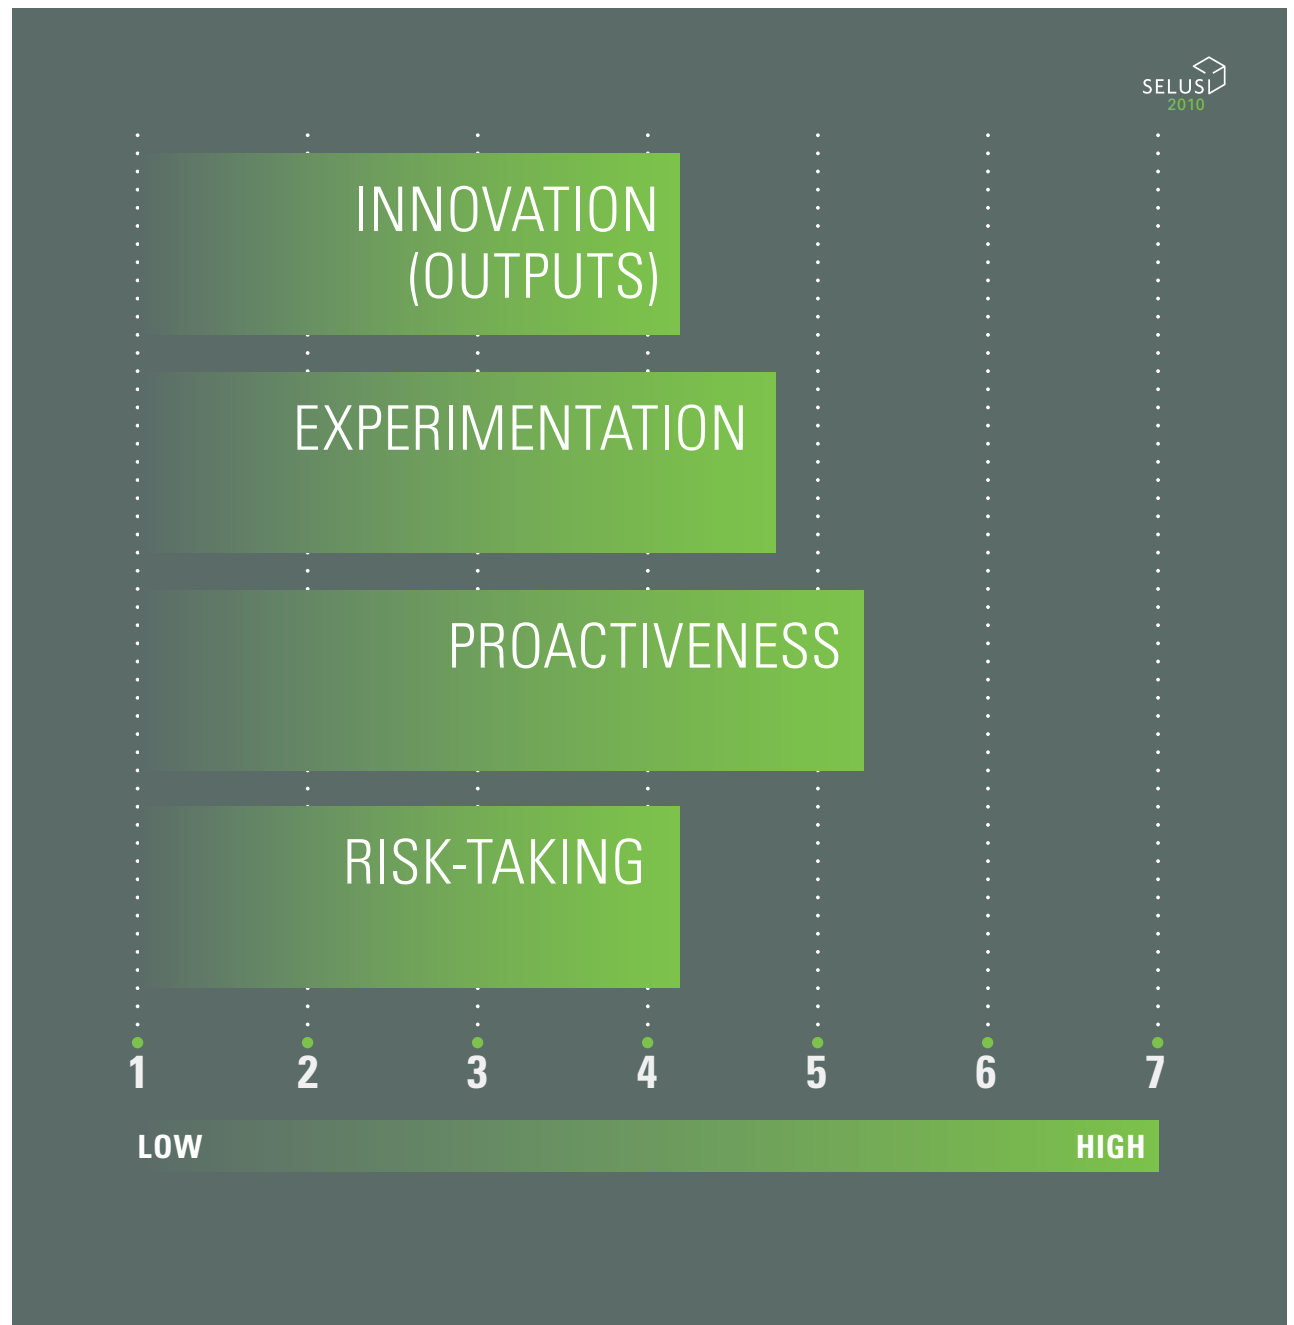 SELUSI
2010
INNOVATION
(OUTPUTS)
EXPERIMENTATION
PROACTIVENESS
RISK-TAKING
1 2 3 4 5 6 7
LOW HIGH